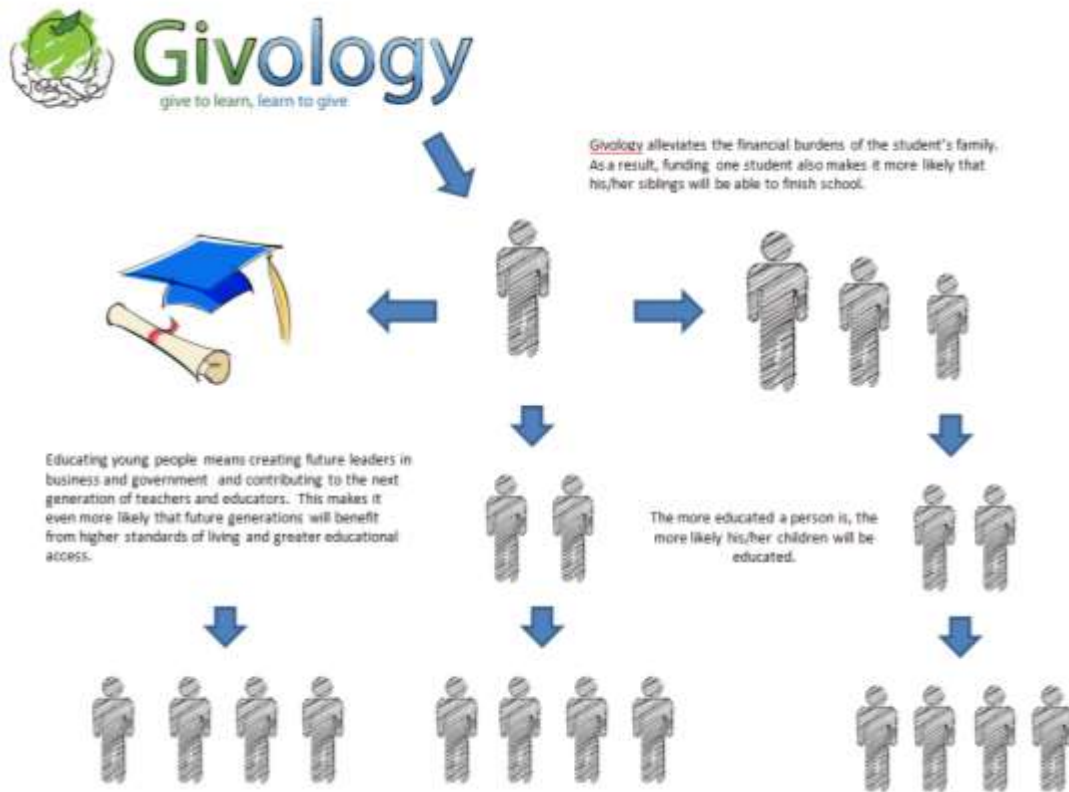 Givology
give to learn, learn to give
Givology alleviates the financial burdens of the student's family.
As a result, funding one student also makes it more likely that
his/her siblings will be able to finish school.
Educating young people means creating future leaders in
business and government and contributing to the next
generation of teachers and educators. This makes it
even more likely that future generations will benefit
from higher standards of living and greater educational
access.
The more educated a person is, the
more likely his/her children will be
educated.